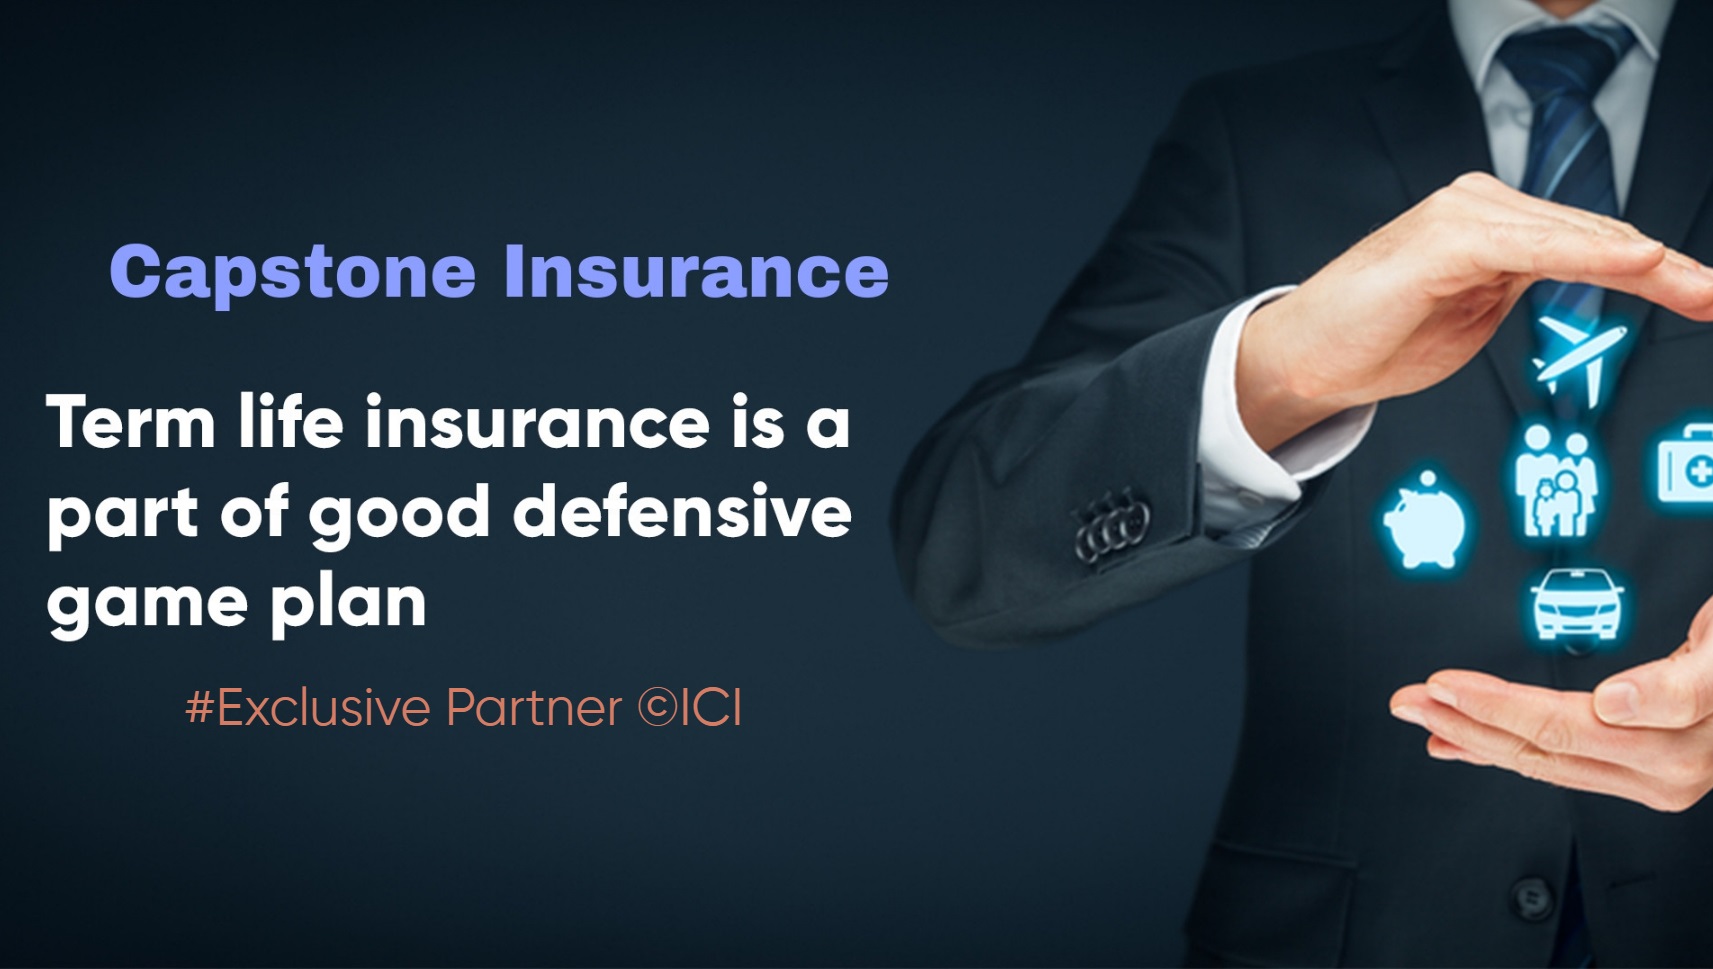 Capstone Insurance
Term life insurance is a
part of good defensive
game plan
#Exclusive Partner ©ICI